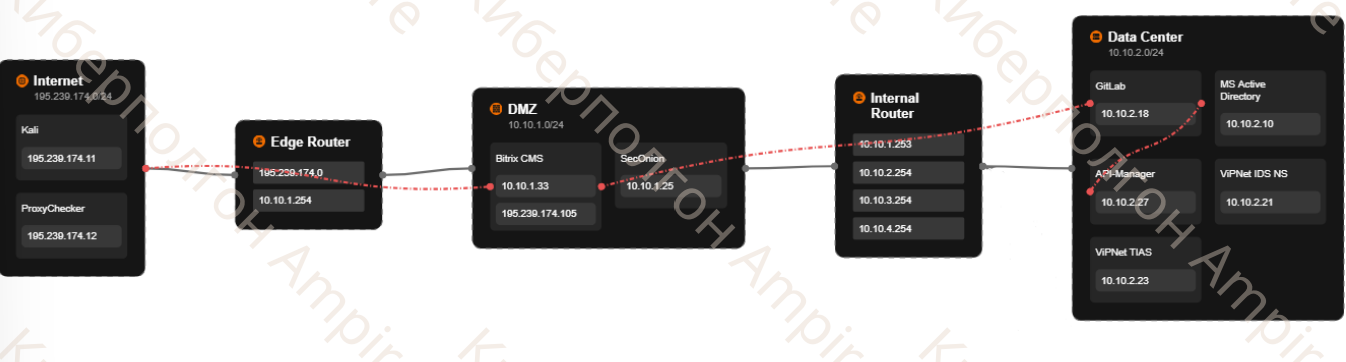 Internet
195.239.174.0/24
Kali
195.239.174.11
ProxyChecker
195.239.174.12
Edge Router
195.239.174.0
10.10.1.254
DMZ
10.10.1.0/24
Bitrix CMS
10.10.1.33
195.239.174.105
SecOnion
10.10.1.25
Internal
Router
10.10.1.253
10.10.2.254
10.10.3.254
10.10.4.254
Data Center
10.10.2.0/24
GitLab
10.10.2.18
MS Active
Directory
10.10.2.10
API-Manager
10.10.2.27
ViPNet IDS NS
10.10.2.21
ViPNet TIAS
10.10.2.23
Киберполигон Ampire
Киберполигон Ampire